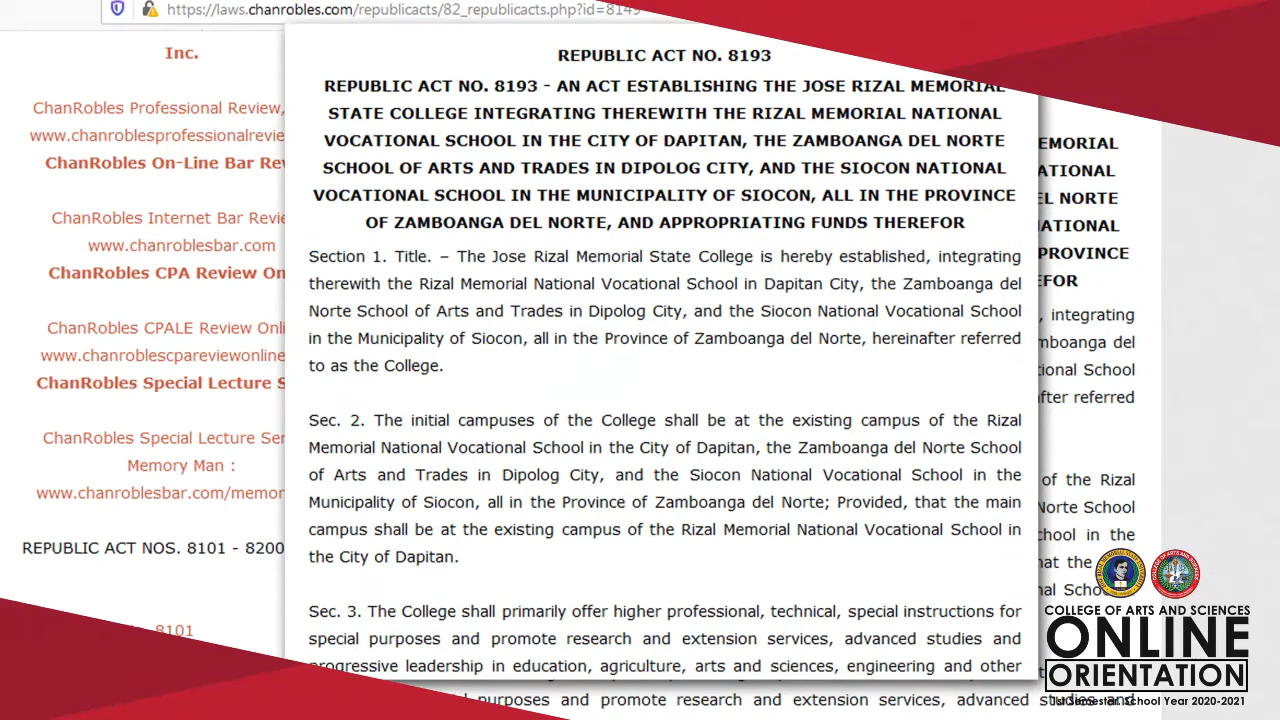 https://laws.chanrobles.com/republicacts/82_republicacts.php?id=8149
Inc.
ChanRobles Professional Review,
www.chanroblesprofessionalrevie
ChanRobles On-Line Bar Rev
ChanRobles Internet Bar Revie
www.chanroblesbar.com
ChanRobles CPA Review On
ChanRobles CPALE Review Onli
www.chanroblescpareviewonline
ChanRobles Special Lecture S
ChanRobles Special Lecture Ser
Memory Man :
www.chanroblesbar.com/memor
REPUBLIC ACT NOS. 8101 - 8200
8101
REPUBLIC ACT NO. 8193
REPUBLIC ACT NO. 8193 - AN ACT ESTABLISHING THE JOSE RIZAL MEMORIAL
STATE COLLEGE INTEGRATING THEREWITH THE RIZAL MEMORIAL NATIONAL
VOCATIONAL SCHOOL IN THE CITY OF DAPITAN, THE ZAMBOANGA DEL NORTE
SCHOOL OF ARTS AND TRADES IN DIPOLOG CITY, AND THE SIOCON NATIONAL
VOCATIONAL SCHOOL IN THE MUNICIPALITY OF SIOCON, ALL IN THE PROVINCE
OF ZAMBOANGA DEL NORTE, AND APPROPRIATING FUNDS THEREFOR
Section 1. Title. – The Jose Rizal Memorial State College is hereby established, integrating
therewith the Rizal Memorial National Vocational School in Dapitan City, the Zamboanga del
Norte School of Arts and Trades in Dipolog City, and the Siocon National Vocational School
in the Municipality of Siocon, all in the Province of Zamboanga del Norte, hereinafter referred
to as the College.
Sec. 2. The initial campuses of the College shall be at the existing campus of the Rizal
Memorial National Vocational School in the City of Dapitan, the Zamboanga del Norte School
of Arts and Trades in Dipolog City, and the Siocon National Vocational School in the
Municipality of Siocon, all in the Province of Zamboanga del Norte; Provided, that the main
campus shall be at the existing campus of the Rizal Memorial National Vocational School in
the City of Dapitan.
Sec. 3. The College shall primarily offer higher professional, technical, special instructions for
special purposes and promote research and extension services, advanced studies and
progressive leadership in education, agriculture, arts and sciences, engineering and other
purposes and promote research and extension services, advanced studies and
EMORIAL
ATIONAL
EL NORTE
NATIONAL
PROVINCE
EFOR
, integrating
mboanga del
tional School
after referred
of the Rizal
Norte School
chool in the
hat the
nal Scho
COLLEGE OF ARTS AND SCIENCES
ONLINE
ORIENTATION
1st Semester, School Year 2020-2021